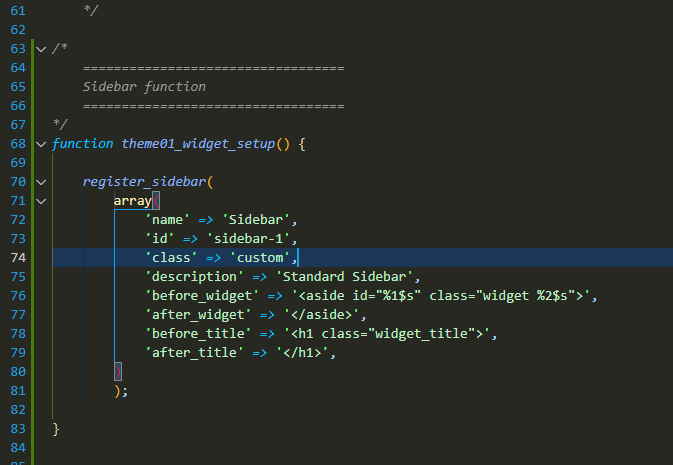 61 */
62
63 /*
64 ==================================
65 Sidebar function
66 ==================================
67 */
68 function theme01_widget_setup() {
69
70 register_sidebar(
71 array(
72 'name' => 'Sidebar',
73 'id' => 'sidebar-1',
74 'class' => 'custom',
75 'description' => 'Standard Sidebar',
76 'before_widget' => '<aside id="%1$s" class="widget %2$s">',
77 'after_widget' => '</aside>',
78 'before_title' => '<h1 class="widget_title">',
79 'after_title' => '</h1>',
80 )
81 );
82
83 }
84